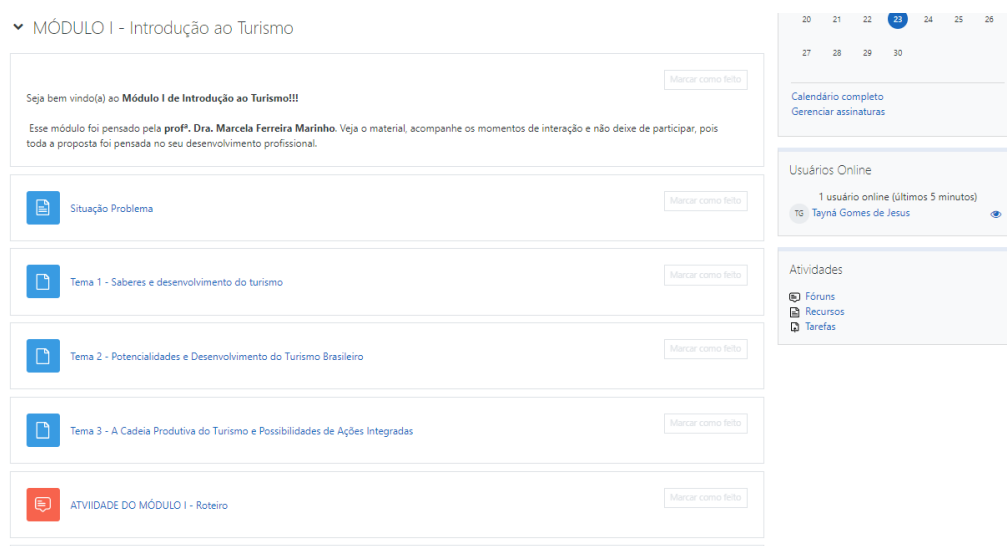 MÓDULO I - Introdução ao Turismo
Marcar como feito
Seja bem vindo(a) ao Módulo I de Introdução ao Turismo!!!
Esse módulo foi pensado pela profª. Dra. Marcela Ferreira Marinho. Veja o material, acompanhe os momentos de interação e não deixe de participar, pois
toda a proposta foi pensada no seu desenvolvimento profissional.
Situação Problema
Marcar como feito
Tema 1 - Saberes e desenvolvimento do turismo
Marcar como feito
Tema 2 - Potencialidades e Desenvolvimento do Turismo Brasileiro
Marcar como feito
Tema 3 - A Cadeia Produtiva do Turismo e Possibilidades de Ações Integradas
Marcar como feito
ATVIIDADE DO MÓDULO I - Roteiro
Marcar como feito
20 21 22 23 24 25 26
27 28 29 30
Calendário completo
Gerenciar assinaturas
Usuários Online
1 usuário online (últimos 5 minutos)
TG Tayná Gomes de Jesus
Atividades
Fóruns
Recursos
Tarefas